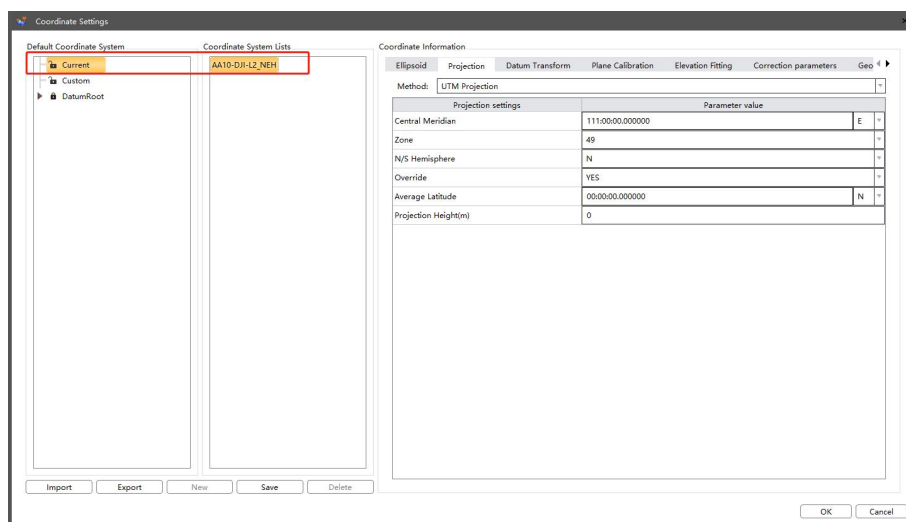 Coordinate Settings
Default Coordinate System
Coordinate System Lists
Coordinate Information
Current
Custom
DatumRoot
AA10-DJI-L2_NEH
Ellipsoid Projection Datum Transform Plane Calibration Elevation Fitting Correction parameters Geo
Method: UTM Projection
Projection settings Parameter value
Central Meridian 111:00:00.000000 E
Zone 49
N/S Hemisphere N
Override YES
Average Latitude 00:00:00.000000 N
Projection Height(m) 0
Import Export New Save Delete
OK Cancel